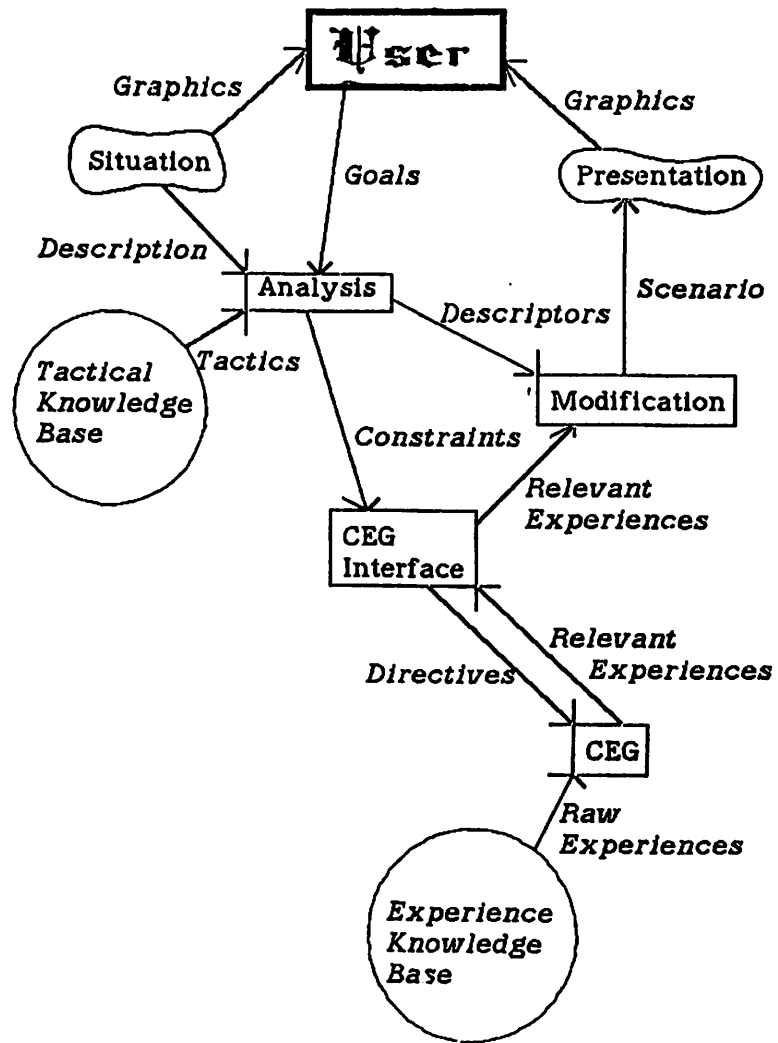 User
Graphics
Graphics
Situation
Presentation
Goals
Description
Analysis
Scenario
Descriptors
Tactics
Tactical
Knowledge
Base
Modification
Constraints
Relevant
Experiences
CEG
Interface
Relevant
Experiences
Directives
CEG
Raw
Experiences
Experience
Knowledge
Base